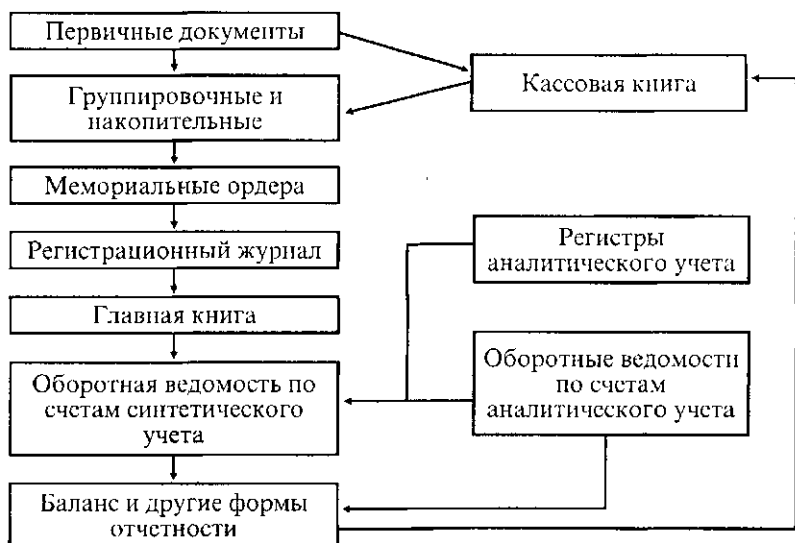 Первичные документы
Кассовая книга
Группировочные и
накопительные
Мемориальные ордера
Регистрационный журнал
Регистры
аналитического учета
Главная книга
Оборотная ведомость по
счетам синтетического
учета
Оборотные ведомости
по счетам
аналитического учета
Баланс и другие формы
отчетности